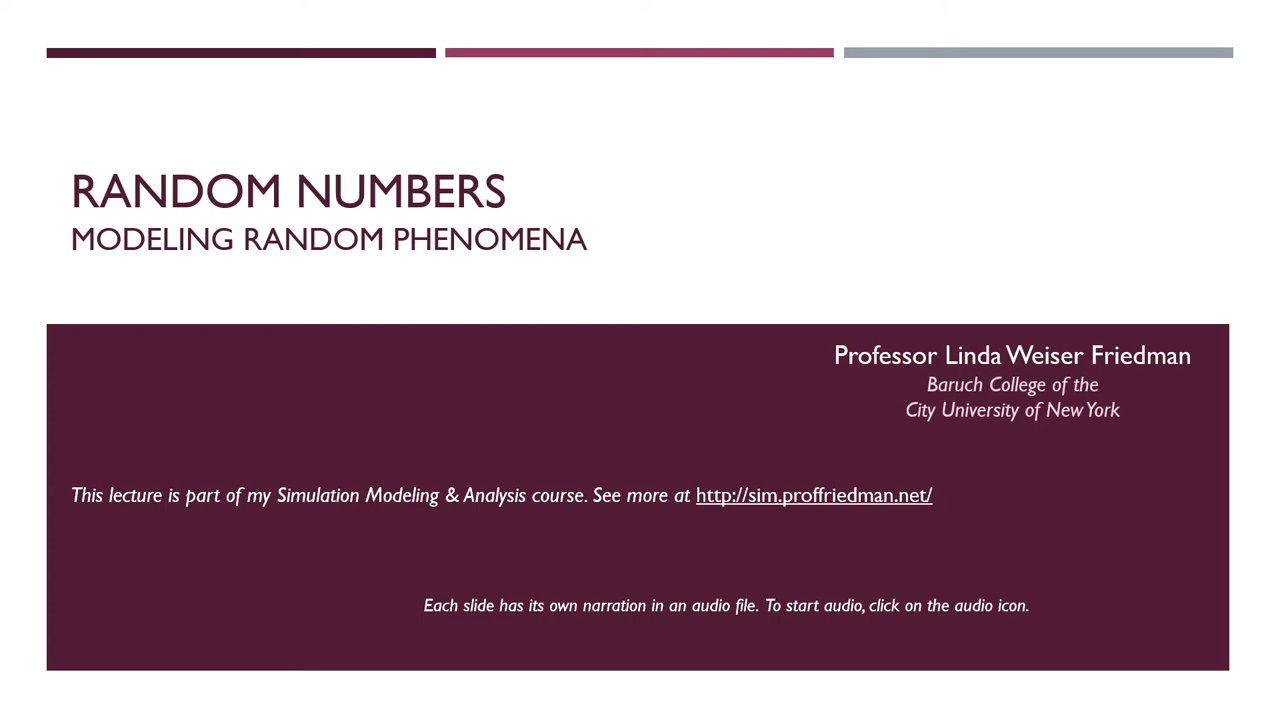 RANDOM NUMBERS
MODELING RANDOM PHENOMENA
Professor Linda Weiser Friedman
Baruch College of the
City University of New York
This lecture is part of my Simulation Modeling & Analysis course. See more at http://sim.proffriedman.net/
Each slide has its own narration in an audio file. To start audio, click on the audio icon.